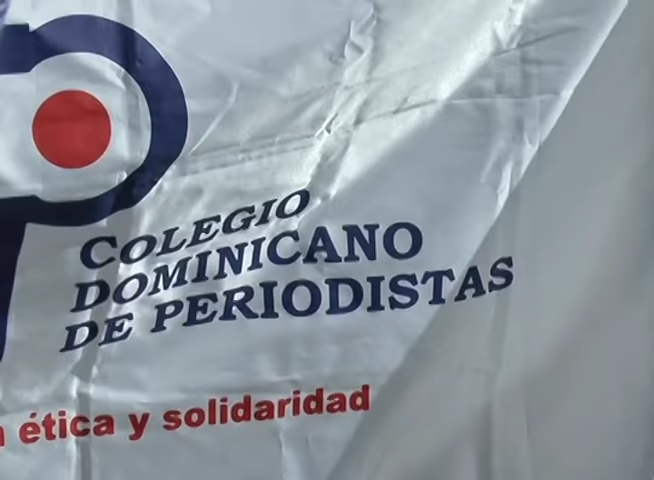 COLEGIO
DOMINICANO
DE PERIODISTAS
ética y solidaridad